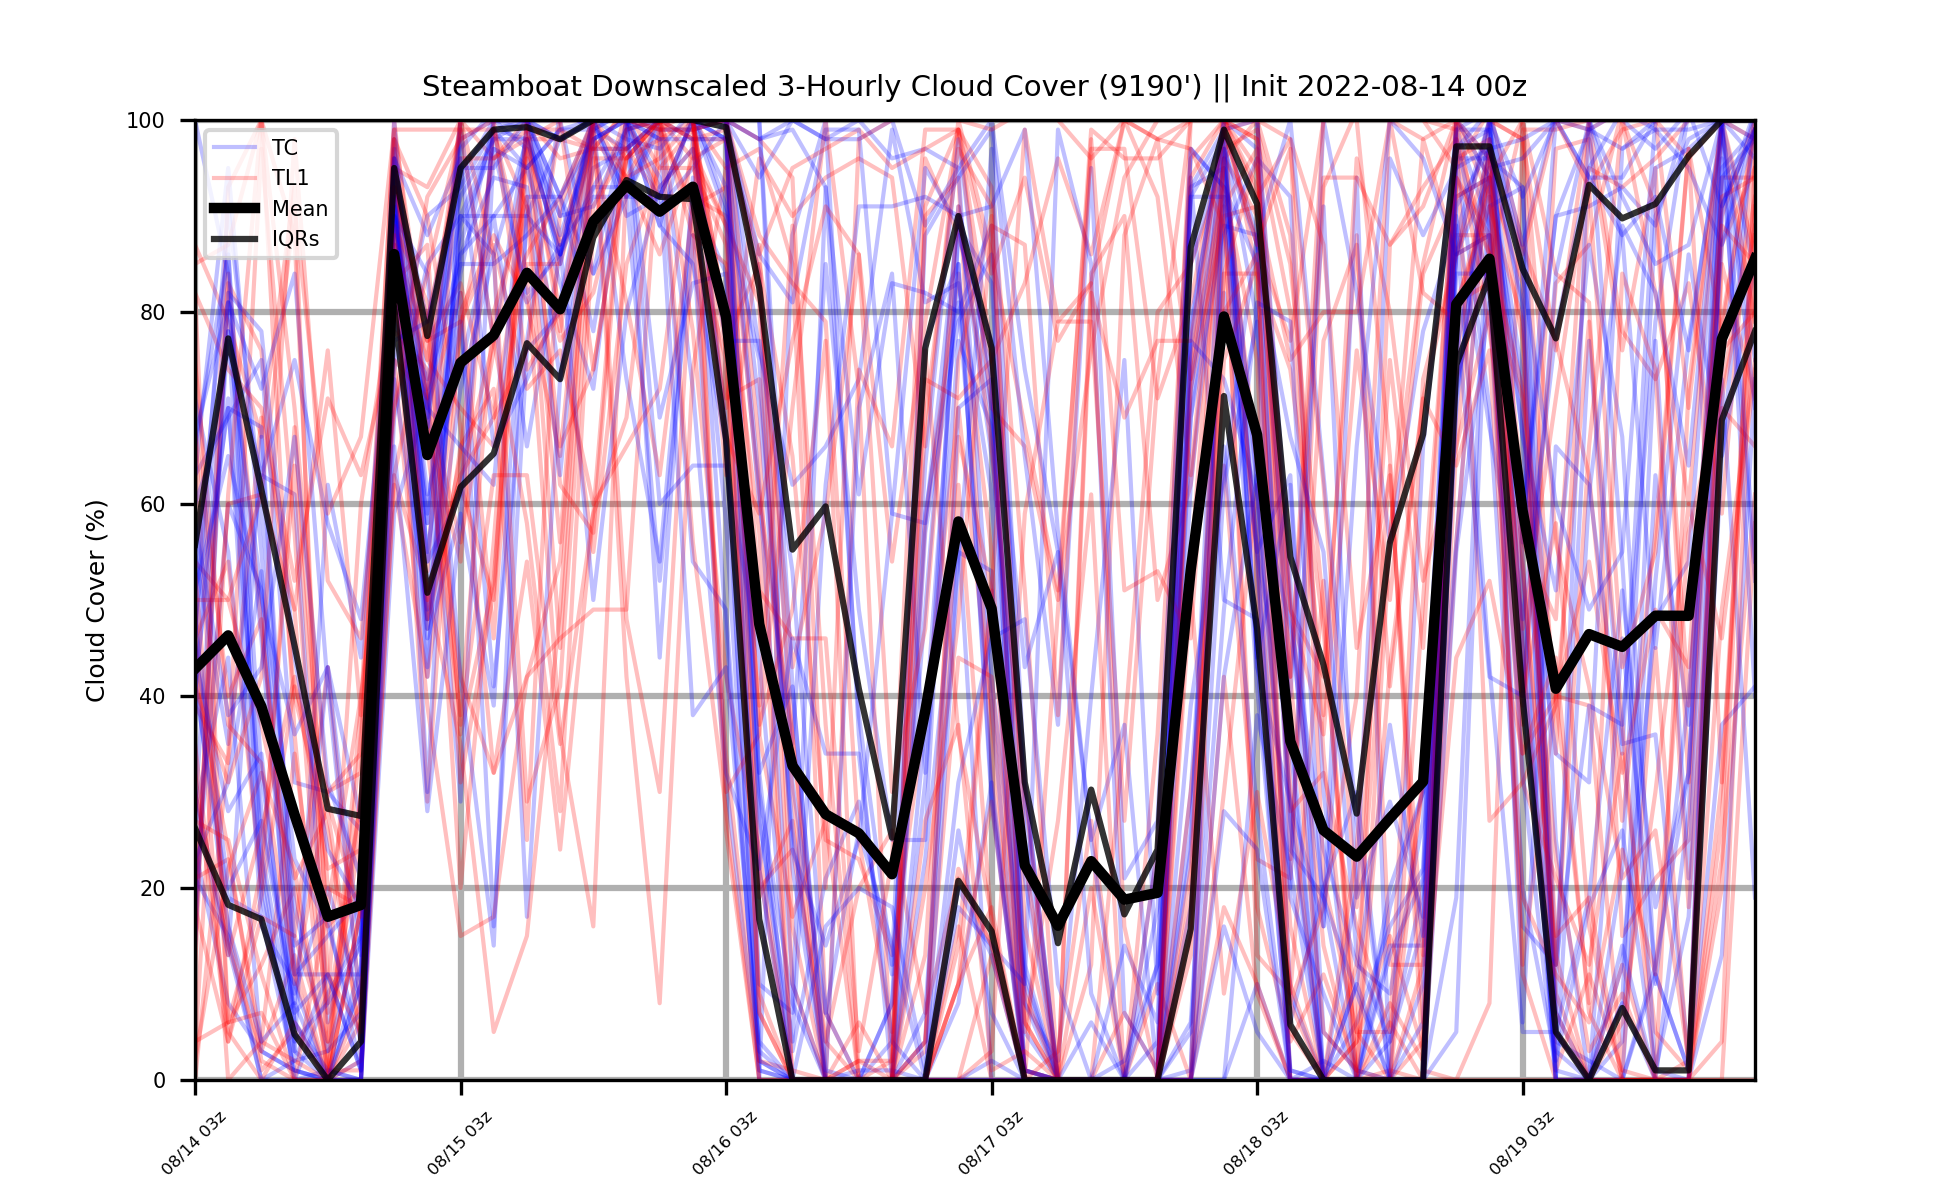 Steamboat Downscaled 3-Hourly Cloud Cover (9190') || Init 2022-08-14 00z
TC
TL1
Mean
IQRs
Cloud Cover (%)
100
80
60
40
20
0
08/14 03z
08/15 03z
08/16 03z
08/17 03z
08/18 03z
08/19 03z